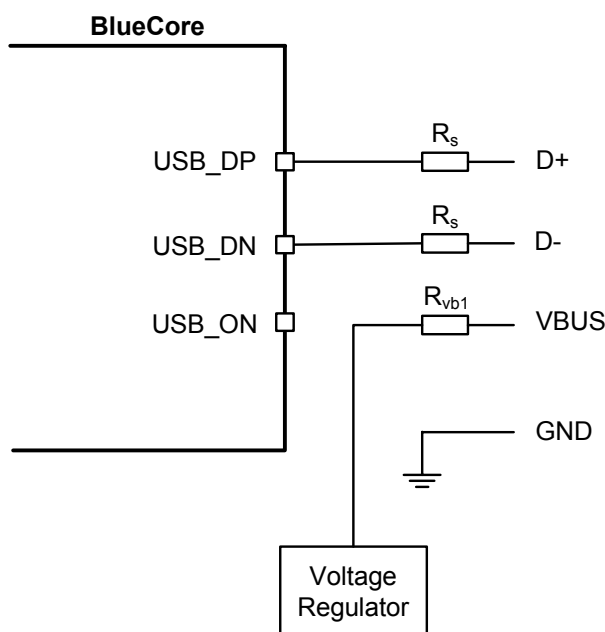 BlueCore
R_s
USB_DP
D+
R_s
USB_DN
D-
R_vb1
USB_ON
VBUS
GND
Voltage
Regulator